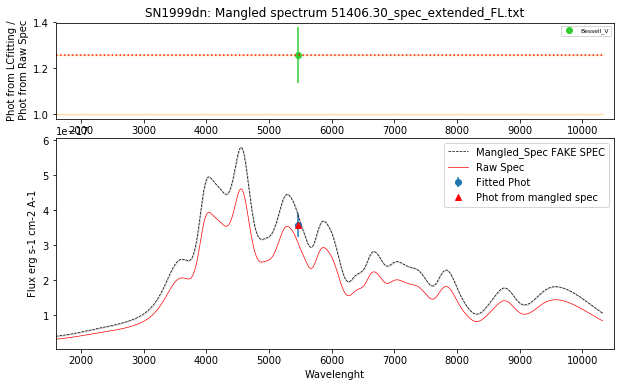 SN1999dn: Mangled spectrum 51406.30_spec_extended_FL.txt
Phot from LCfitting /
Phot from Raw Spec
1.4
1.2
1.0
Bessell_V
2000 3000 4000 5000 6000 7000 8000 9000 10000
1e−17
Flux erg s-1 cm-2 A-1
6
5
4
3
2
1
Mangled_Spec FAKE SPEC
Raw Spec
Fitted Phot
Phot from mangled spec
2000 3000 4000 5000 6000 7000 8000 9000 10000
Wavelenght